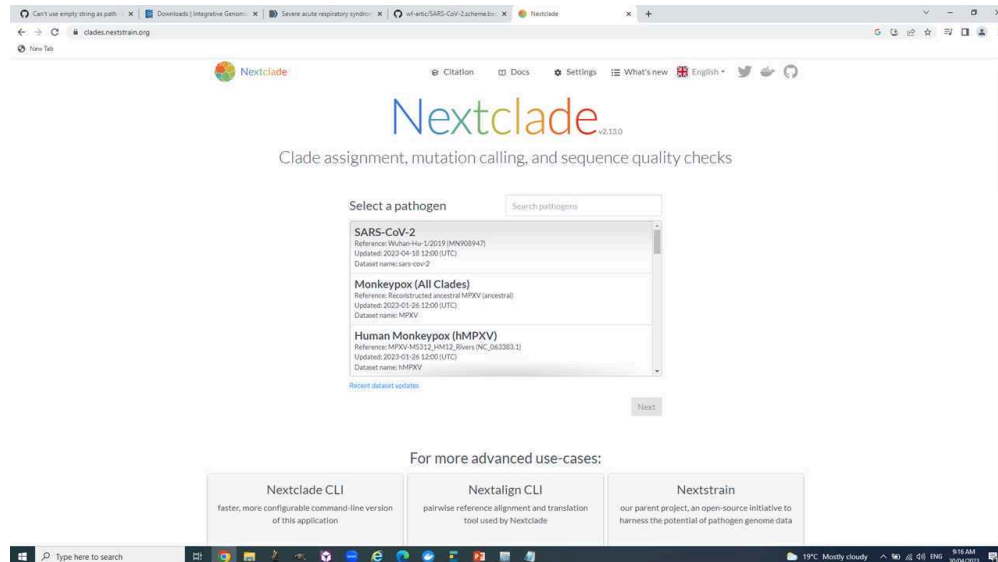 Can't use empty string as path
Downloads | Integrative Genom
Severe acute respiratory syndrom
wf-artic/SARS-CoV-2.scheme.be
Nextclade
clades.nextstrain.org
New Tab
Nextclade
Citation
Docs
Settings
What's new
English
Nextclade v2.13.0
Clade assignment, mutation calling, and sequence quality checks
Select a pathogen
Search pathogens
SARS-CoV-2
Reference: Wuhan-Hu-1/2019 (MN908947)
Updated: 2023-04-18 12:00 (UTC)
Dataset name: sars-cov-2
Monkeypox (All Clades)
Reference: Reconstructed ancestral MPXV (ancestral)
Updated: 2023-01-26 12:00 (UTC)
Dataset name: MPXV
Human Monkeypox (hMPXV)
Reference: MPXV-M5312_HM12_Rivers (NC_063383.1)
Updated: 2023-01-26 12:00 (UTC)
Dataset name: hMPXV
Recent dataset updates
Next
For more advanced use-cases:
Nextclade CLI
faster, more configurable command-line version
of this application
Nextalign CLI
pairwise reference alignment and translation
tool used by Nextclade
Nextstrain
our parent project, an open-source initiative to
harness the potential of pathogen genome data
Type here to search
19°C Mostly cloudy
ENG
9:16 AM
30/04/2023